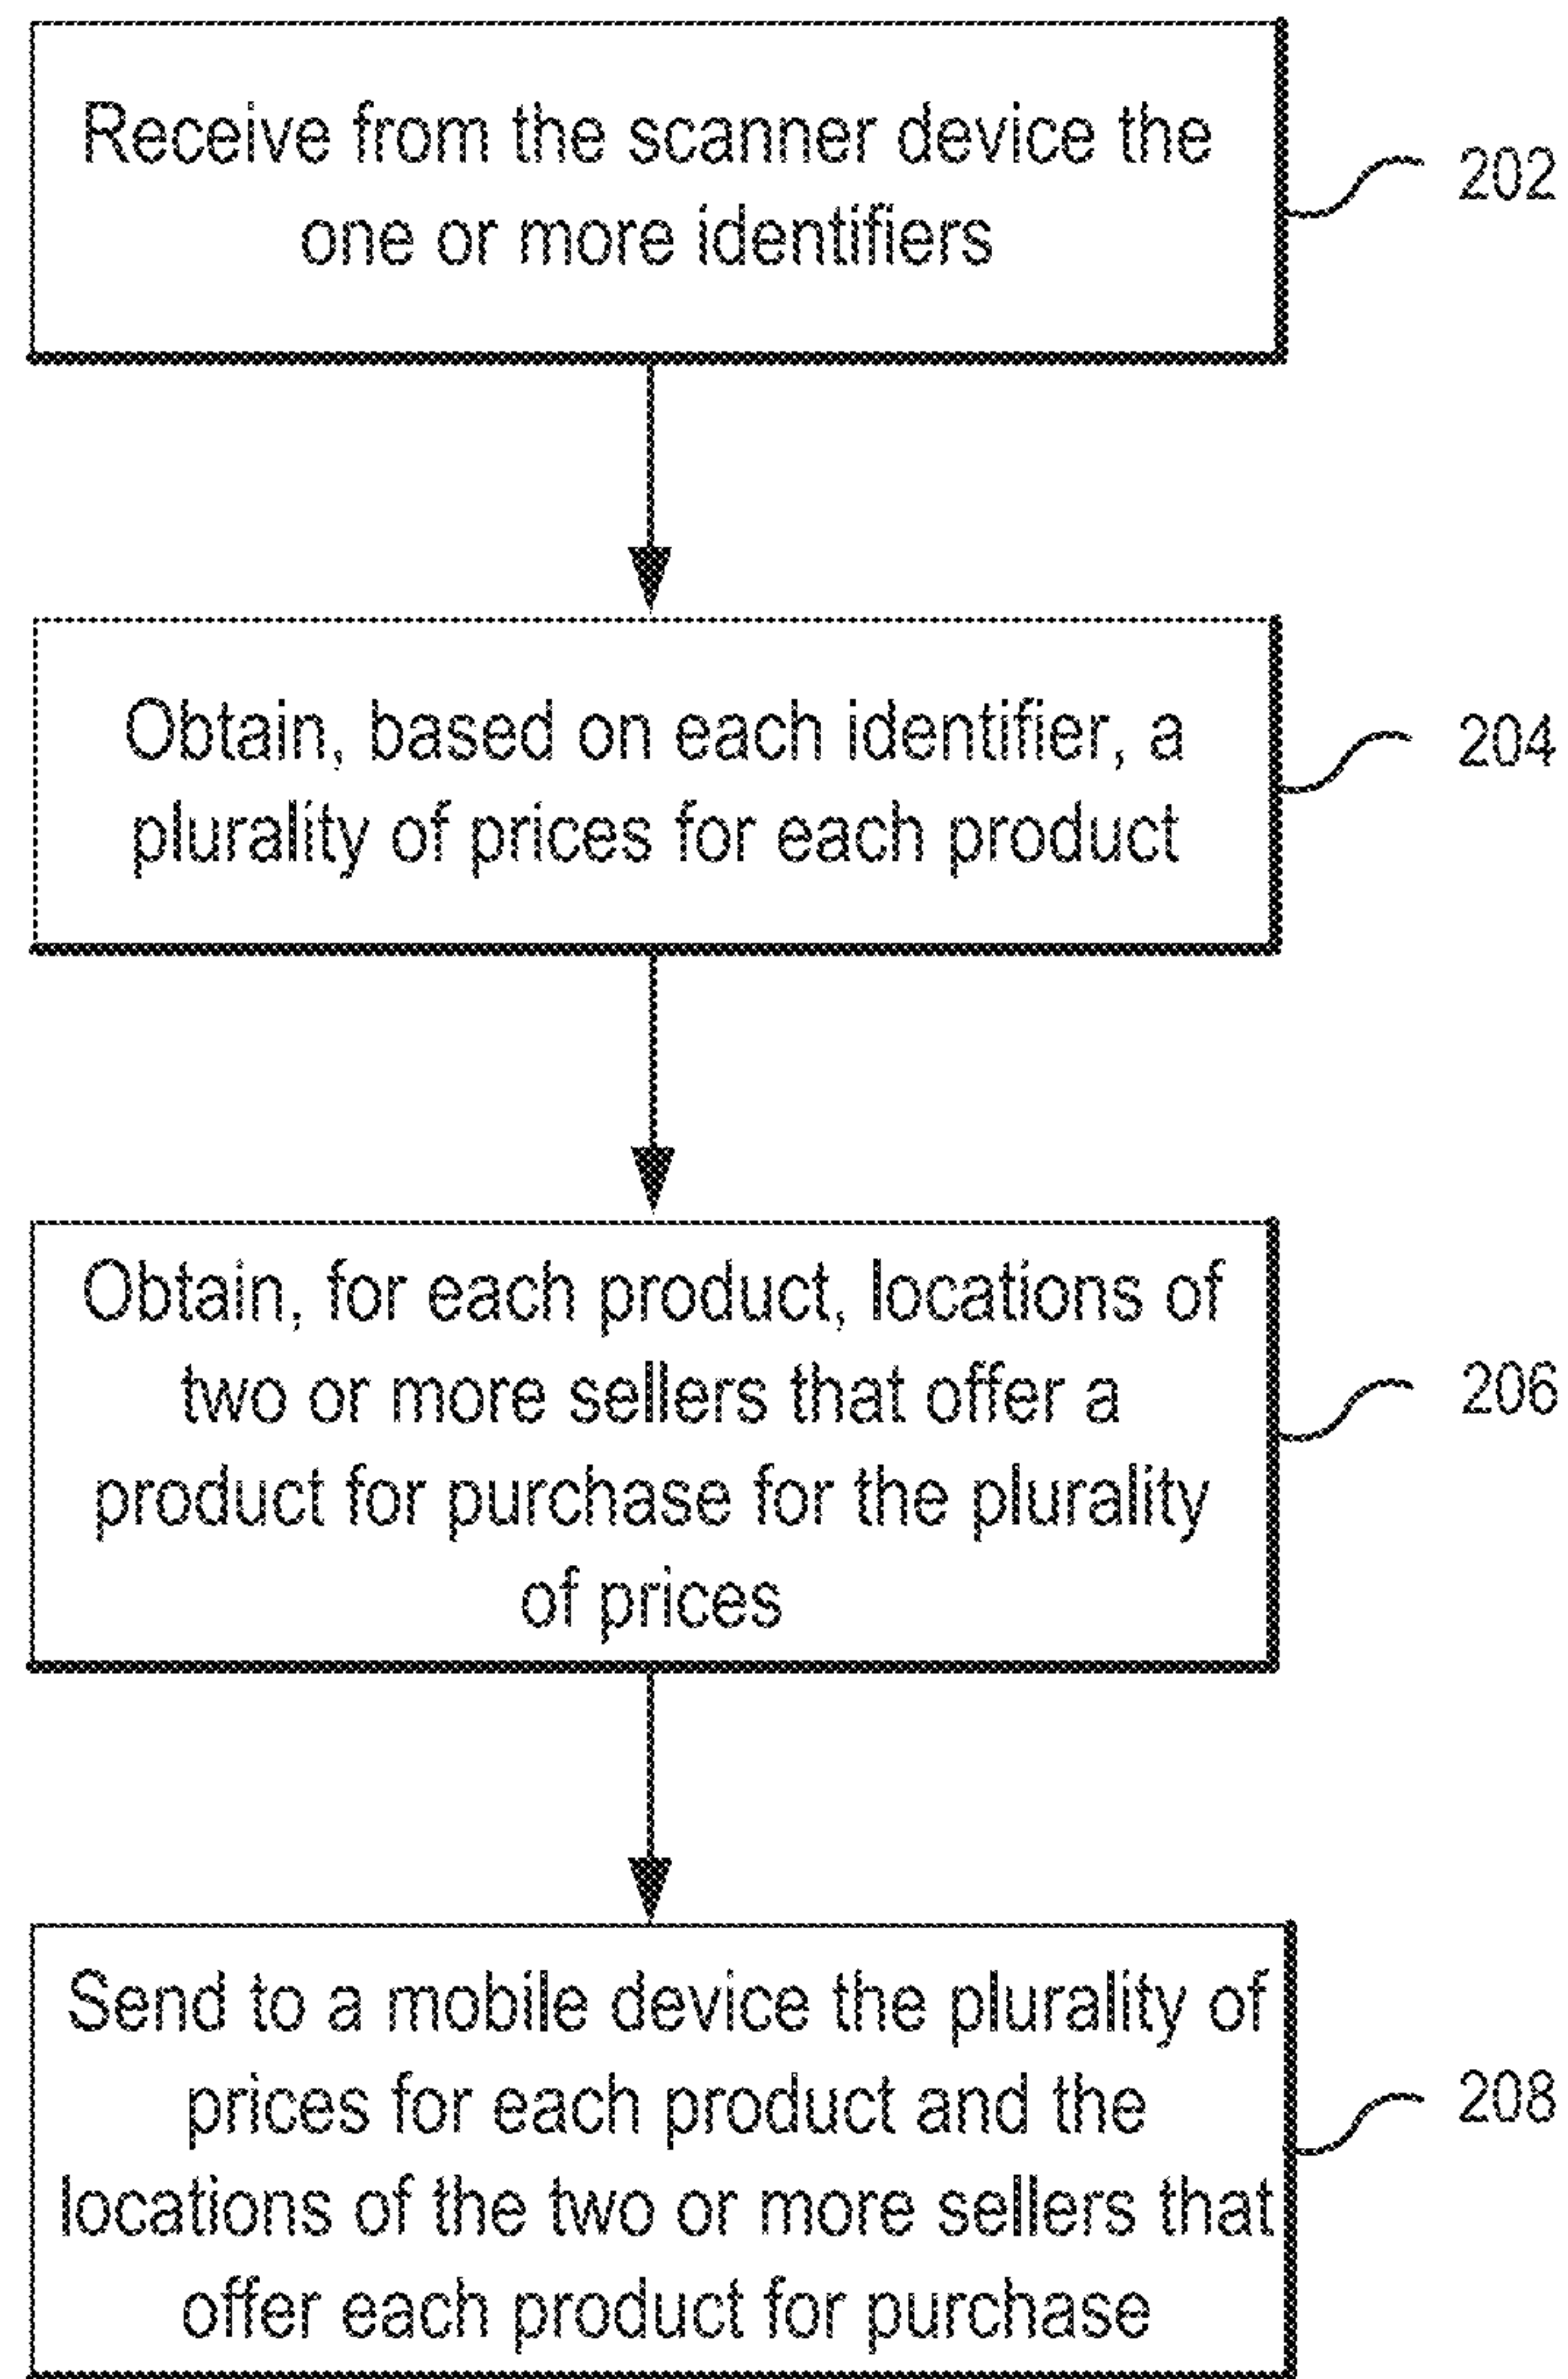 Receive from the scanner device the
one or more identifiers
202
Obtain, based on each identifier, a
plurality of prices for each product
204
Obtain, for each product, locations of
two or more sellers that offer a
product for purchase for the plurality
of prices
206
Send to a mobile device the plurality of
prices for each product and the
locations of the two or more sellers that
offer each product for purchase
208